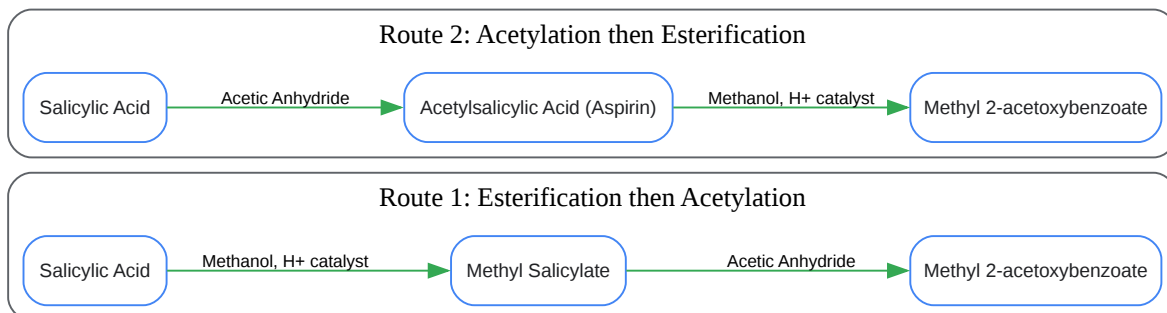 Route 2: Acetylation then Esterification
Salicylic Acid
Acetic Anhydride
Acetylsalicylic Acid (Aspirin)
Methanol, H+ catalyst
Methyl 2-acetoxybenzoate
Route 1: Esterification then Acetylation
Salicylic Acid
Methanol, H+ catalyst
Methyl Salicylate
Acetic Anhydride
Methyl 2-acetoxybenzoate